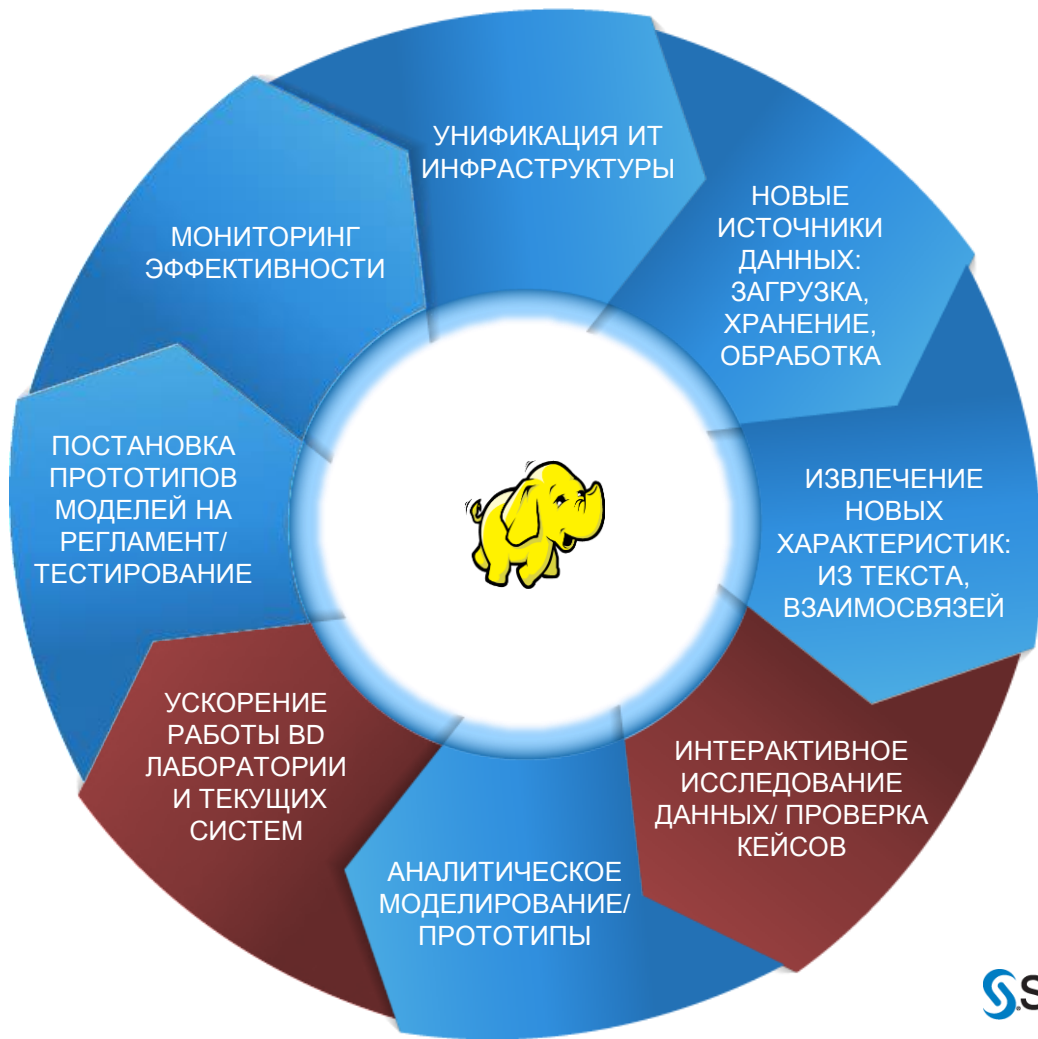 УНИФИКАЦИЯ ИТ
ИНФРАСТРУКТУРЫ
НОВЫЕ
ИСТОЧНИКИ
ДАННЫХ:
ЗАГРУЗКА,
ХРАНЕНИЕ,
ОБРАБОТКА
ИЗВЛЕЧЕНИЕ
НОВЫХ
ХАРАКТЕРИСТИК:
ИЗ ТЕКСТА,
ВЗАИМОСВЯЗЕЙ
ИНТЕРАКТИВНОЕ
ИССЛЕДОВАНИЕ
ДАННЫХ/ ПРОВЕРКА
КЕЙСОВ
АНАЛИТИЧЕСКОЕ
МОДЕЛИРОВАНИЕ/
ПРОТОТИПЫ
УСКОРЕНИЕ
РАБОТЫ BD
ЛАБОРАТОРИИ
И ТЕКУЩИХ
СИСТЕМ
ПОСТАНОВКА
ПРОТОТИПОВ
МОДЕЛЕЙ НА
РЕГЛАМЕНТ/
ТЕСТИРОВАНИЕ
МОНИТОРИНГ
ЭФФЕКТИВНОСТИ